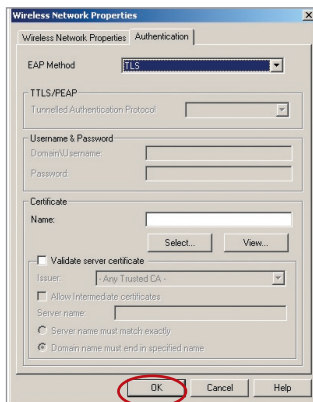 Wireless Network Properties
Wireless Network Properties Authentication
EAP Method TLS
TTLS/PEAP
Tunnelled Authentication Protocol
Username & Password
Domain\Username:
Password:
Certificate
Name:
Select... View...
Validate server certificate
Issuer: - Any Trusted CA -
Allow Intermediate certificates
Server name:
Server name must match exactly
Domain name must end in specified name
OK Cancel Help